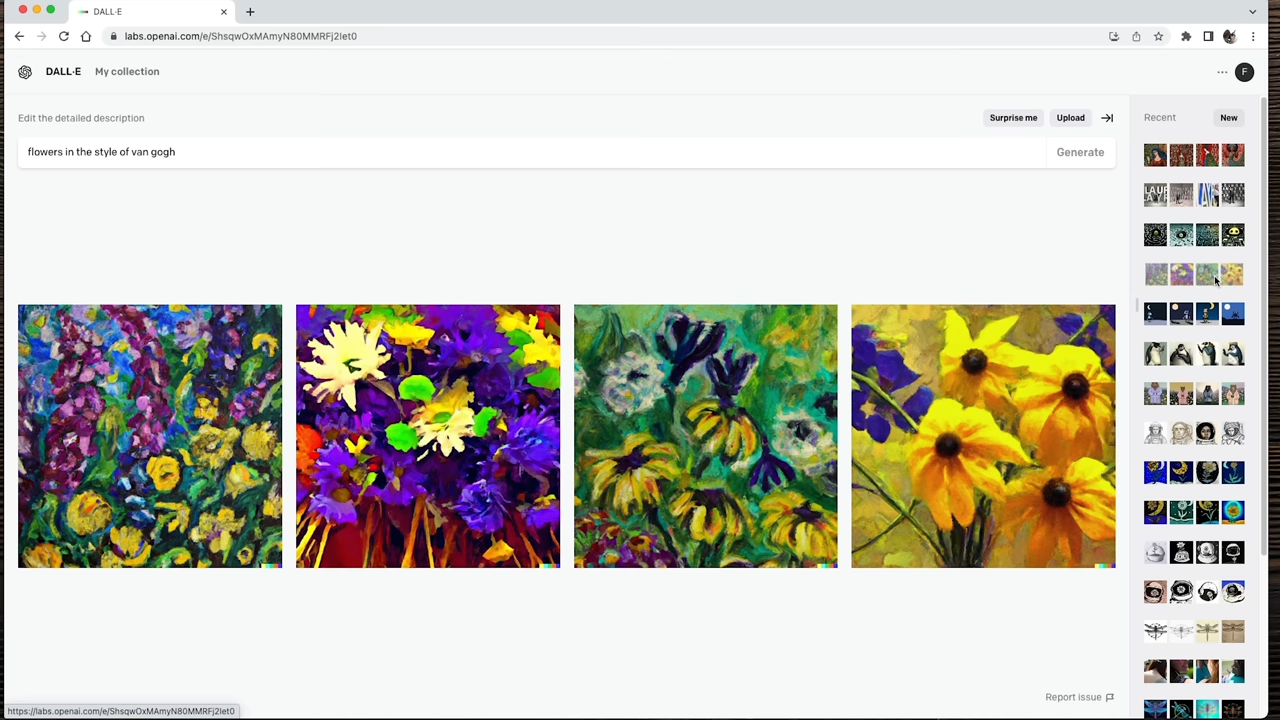 DALL·E
labs.openai.com/e/ShsqwOxMAmyN80MMRFj2let0
DALL·E
My collection
F
Edit the detailed description
Surprise me
Upload
flowers in the style of van gogh
Generate
Recent
New
Report issue
https://labs.openai.com/e/ShsqwOxMAmyN80MMRFj2let0